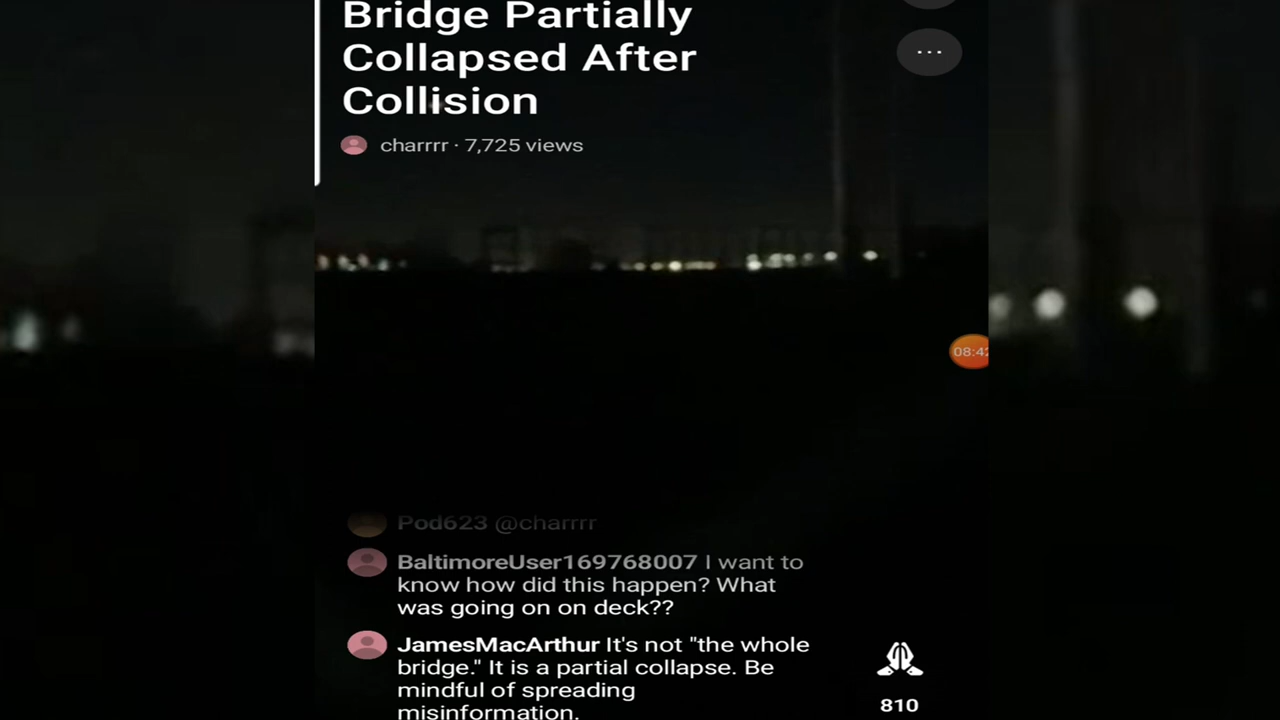 Bridge Partially
Collapsed After
Collision
charrrr · 7,725 views
08:42
Pod623 @charrrr
BaltimoreUser169768007 I want to
know how did this happen? What
was going on on deck??
JamesMacArthur It's not "the whole
bridge." It is a partial collapse. Be
mindful of spreading
misinformation.
810